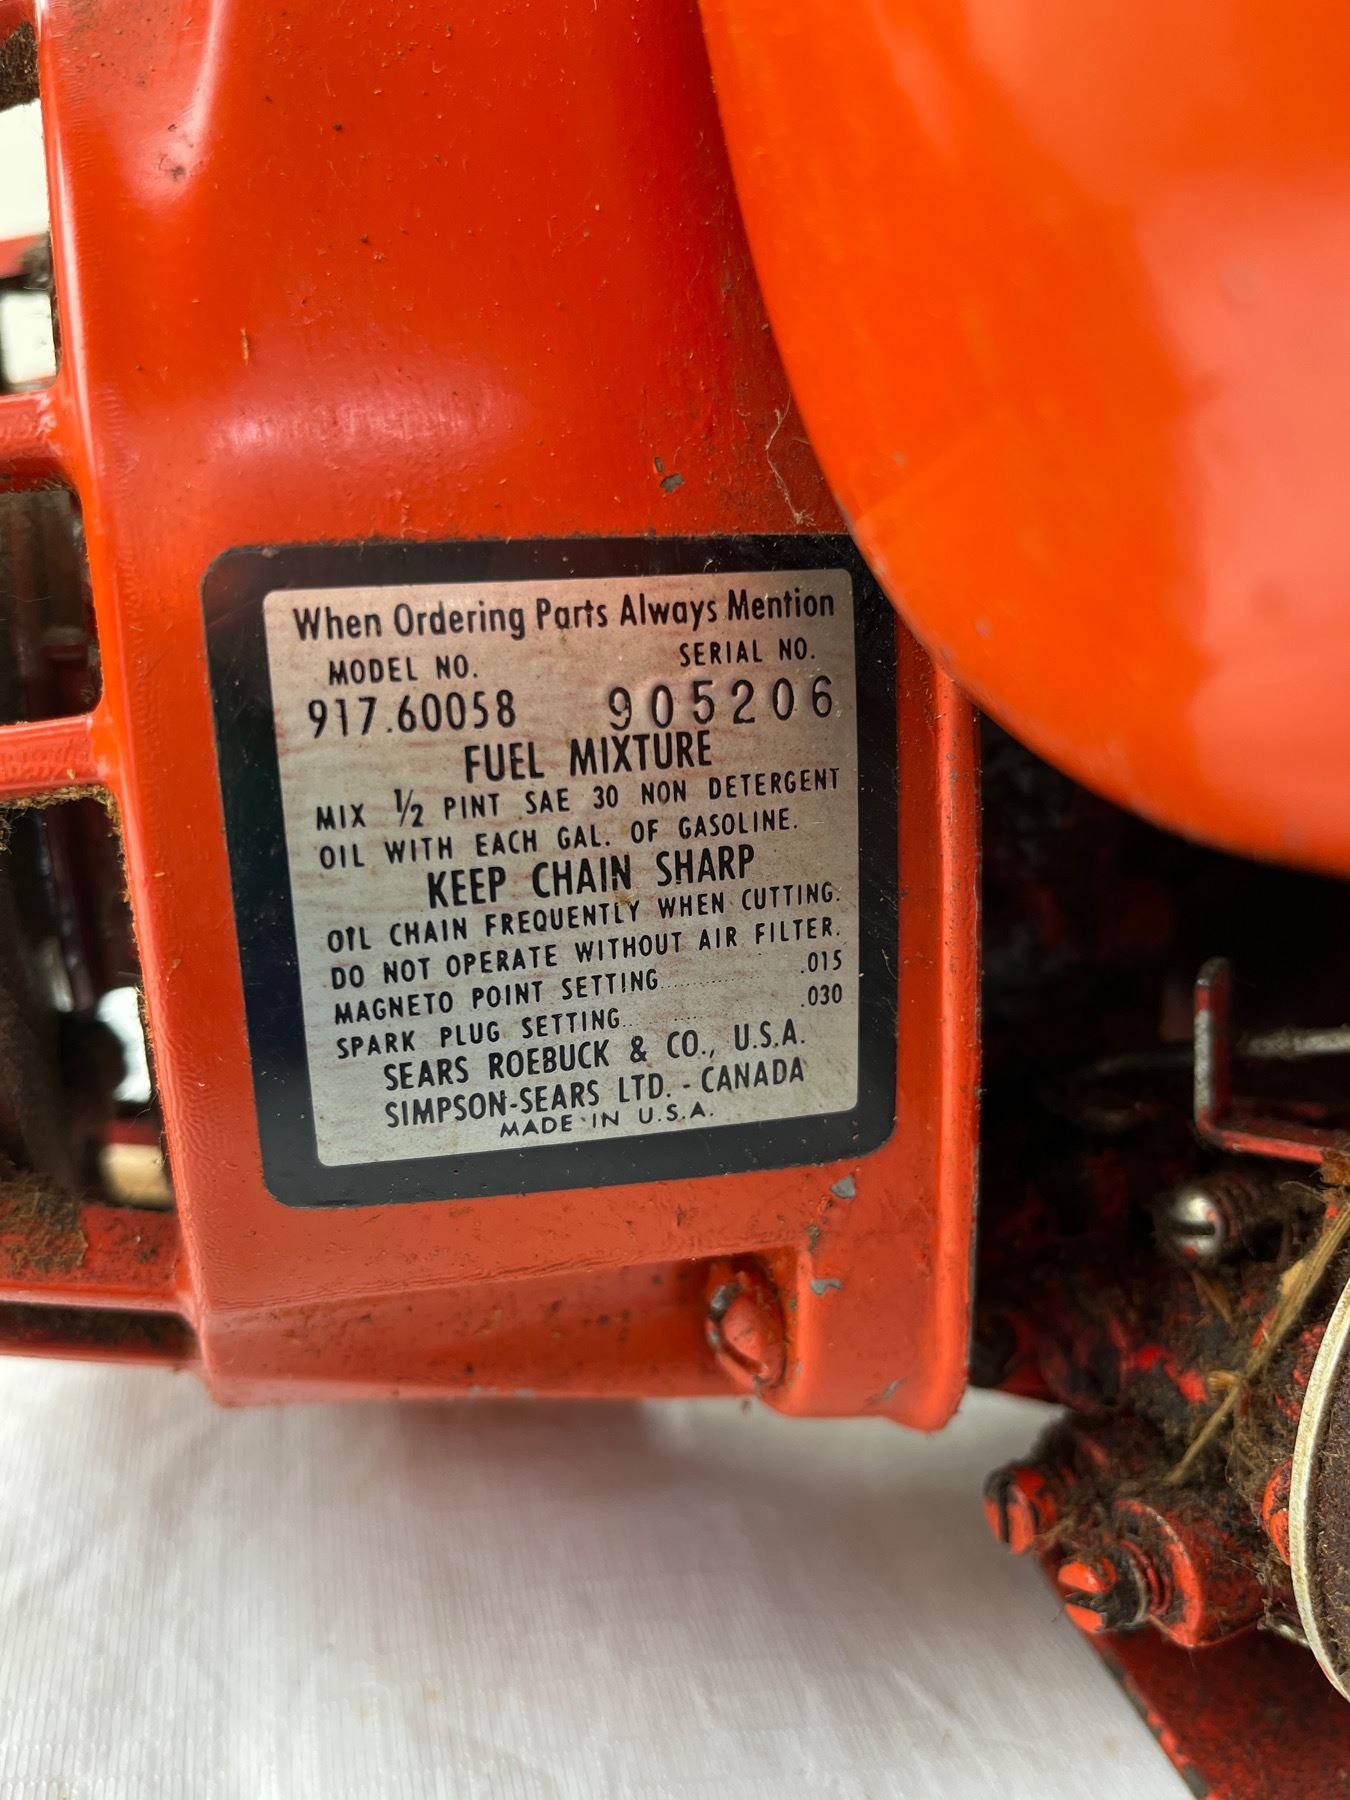 When Ordering Parts Always Mention
MODEL NO. SERIAL NO.
917.60058 905206
FUEL MIXTURE
MIX 1/2 PINT SAE 30 NON DETERGENT
OIL WITH EACH GAL. OF GASOLINE.
KEEP CHAIN SHARP
OIL CHAIN FREQUENTLY WHEN CUTTING.
DO NOT OPERATE WITHOUT AIR FILTER.
MAGNETO POINT SETTING.......... .015
SPARK PLUG SETTING.. ......... .030
SEARS ROEBUCK & CO., U.S.A.
SIMPSON-SEARS LTD. - CANADA
MADE IN U.S.A.